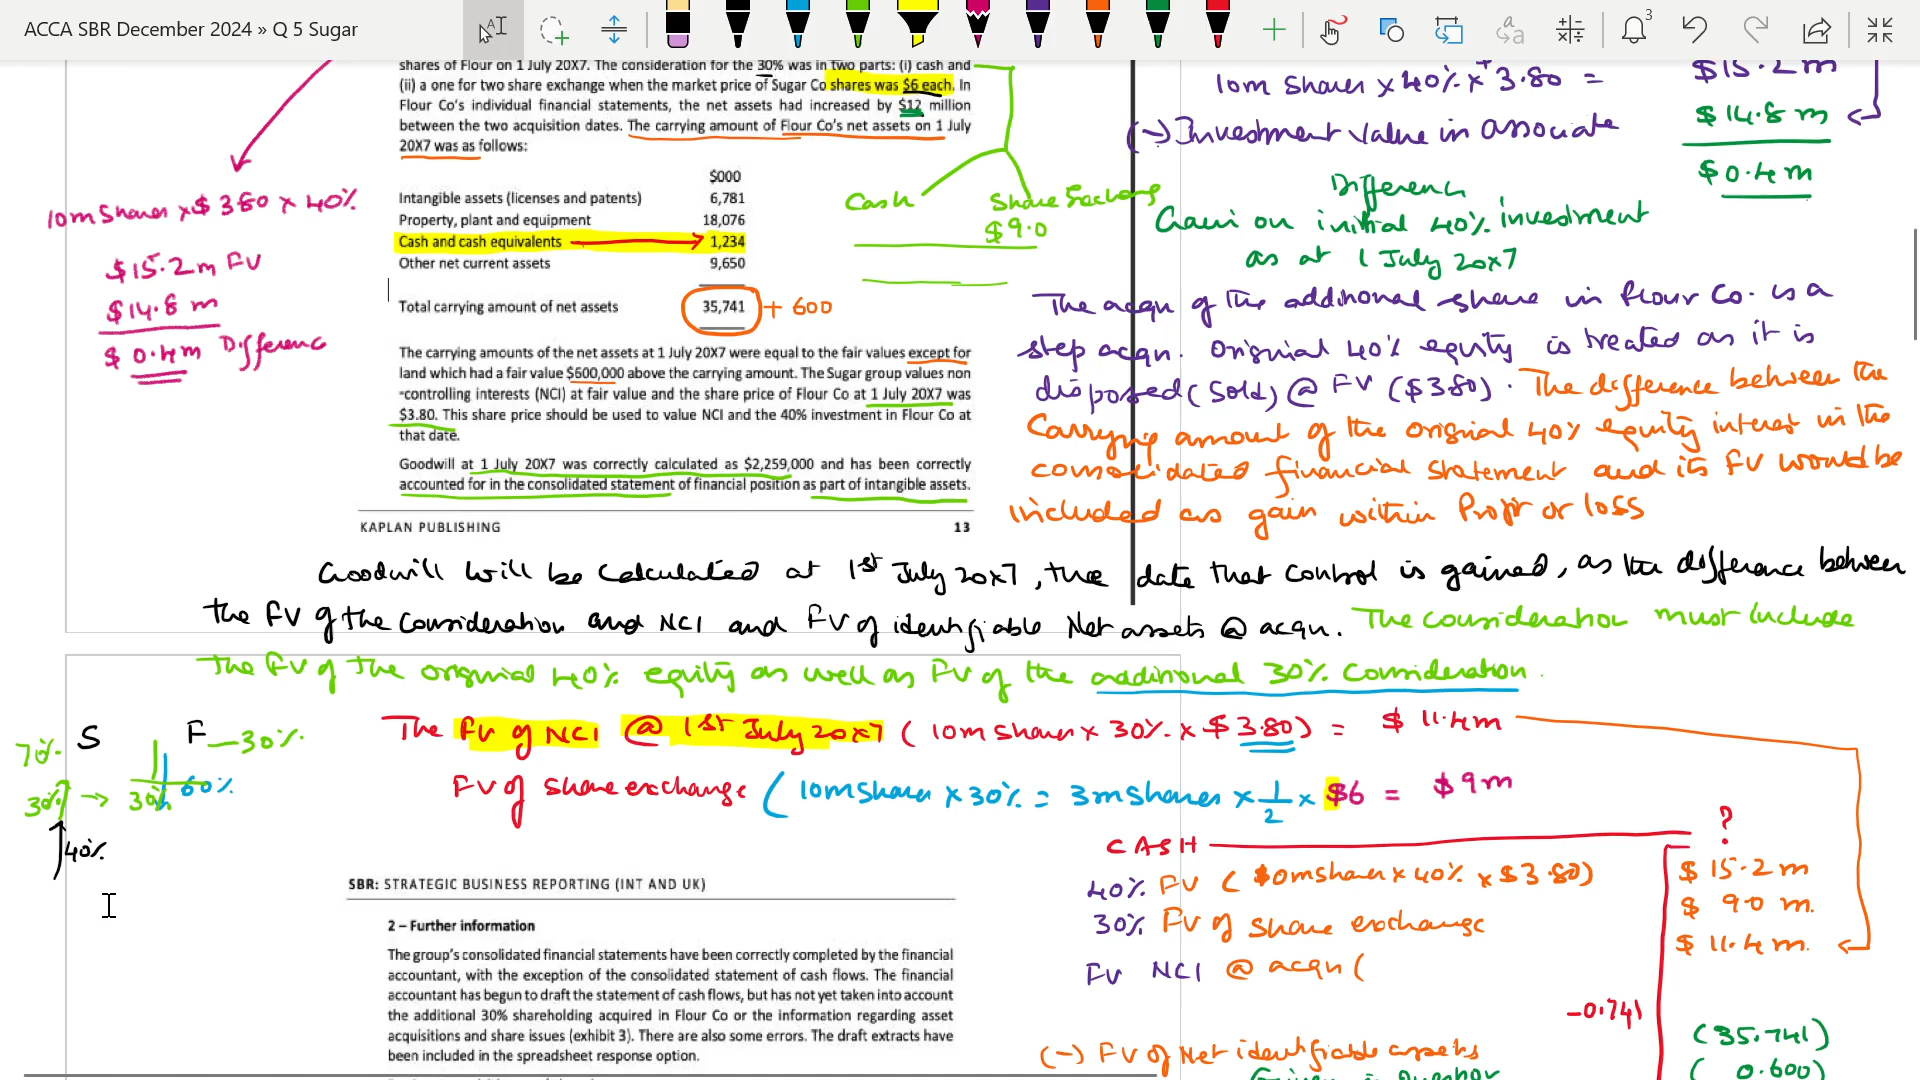 ACCA SBR December 2024 » Q 5 Sugar
3
shares of Flour on 1 July 20X7. The consideration for the 30% was in two parts: (i) cash and
(ii) a one for two share exchange when the market price of Sugar Co shares was $6 each. In
Flour Co's individual financial statements, the net assets had increased by $12 million
between the two acquisition dates. The carrying amount of Flour Co's net assets on 1 July
20X7 was as follows:
$000
Intangible assets (licenses and patents) 6,781
Property, plant and equipment 18,076
Cash and cash equivalents 1,234
Other net current assets 9,650
Total carrying amount of net assets 35,741 + 600
The carrying amounts of the net assets at 1 July 20X7 were equal to the fair values except for
land which had a fair value $600,000 above the carrying amount. The Sugar group values non
-controlling interests (NCI) at fair value and the share price of Flour Co at 1 July 20X7 was
$3.80. This share price should be used to value NCI and the 40% investment in Flour Co at
that date.
Goodwill at 1 July 20X7 was correctly calculated as $2,259,000 and has been correctly
accounted for in the consolidated statement of financial position as part of intangible assets.
KAPLAN PUBLISHING 13
10m Shares x $ 3.80 x 40%
$15.2m FV
$14.8 m
$ 0.4m Difference
Cash Share Exchang
$9.0
10m Shares x 40% x 3.80 = $15.2m
(-) Investment Value in associate $14.8 m
Difference $0.4m
Gain on initial 40% investment
as at 1 July 20x7
The acqn of the additional share in flour Co. is a
step acqn. Original 40% equity is treated as it is
disposed (Sold) @ FV ($3.80). The difference between the
Carrying amount of the original 40% equity interest in the
consolidated financial statement and its FV would be
included as gain within Profit or loss
Goodwill will be Calculated at 1st July 20x7, the date that Control is gained, as the difference between
the FV of the Consideration and NCI and FV of identifiable Net assets @ acqn. The Consideration must include
the FV of the original 40% equity as well as FV of the additional 30% Consideration.
70% S F — 30%
30% → 30% 60%
40%
The FV of NCI @ 1st July 20x7 (10m Shares x 30% x $ 3.80) = $ 11.4m
FV of share exchange (10m Shares x 30% = 3m Shares x 1/2 x $6 = $ 9m
CASH ?
40% FV ( $10m shares x 40% x $3.80) $ 15.2 m
30% FV of share exchange $ 9.0 m.
FV NCI @ acqn ( $ 11.4 m.
-0.741
(-) FV of Net identifiable assets (35.741)
Given in Question ( 0.600)
SBR: STRATEGIC BUSINESS REPORTING (INT AND UK)
2 – Further information
The group's consolidated financial statements have been correctly completed by the financial
accountant, with the exception of the consolidated statement of cash flows. The financial
accountant has begun to draft the statement of cash flows, but has not yet taken into account
the additional 30% shareholding acquired in Flour Co or the information regarding asset
acquisitions and share issues (exhibit 3). There are also some errors. The draft extracts have
been included in the spreadsheet response option.